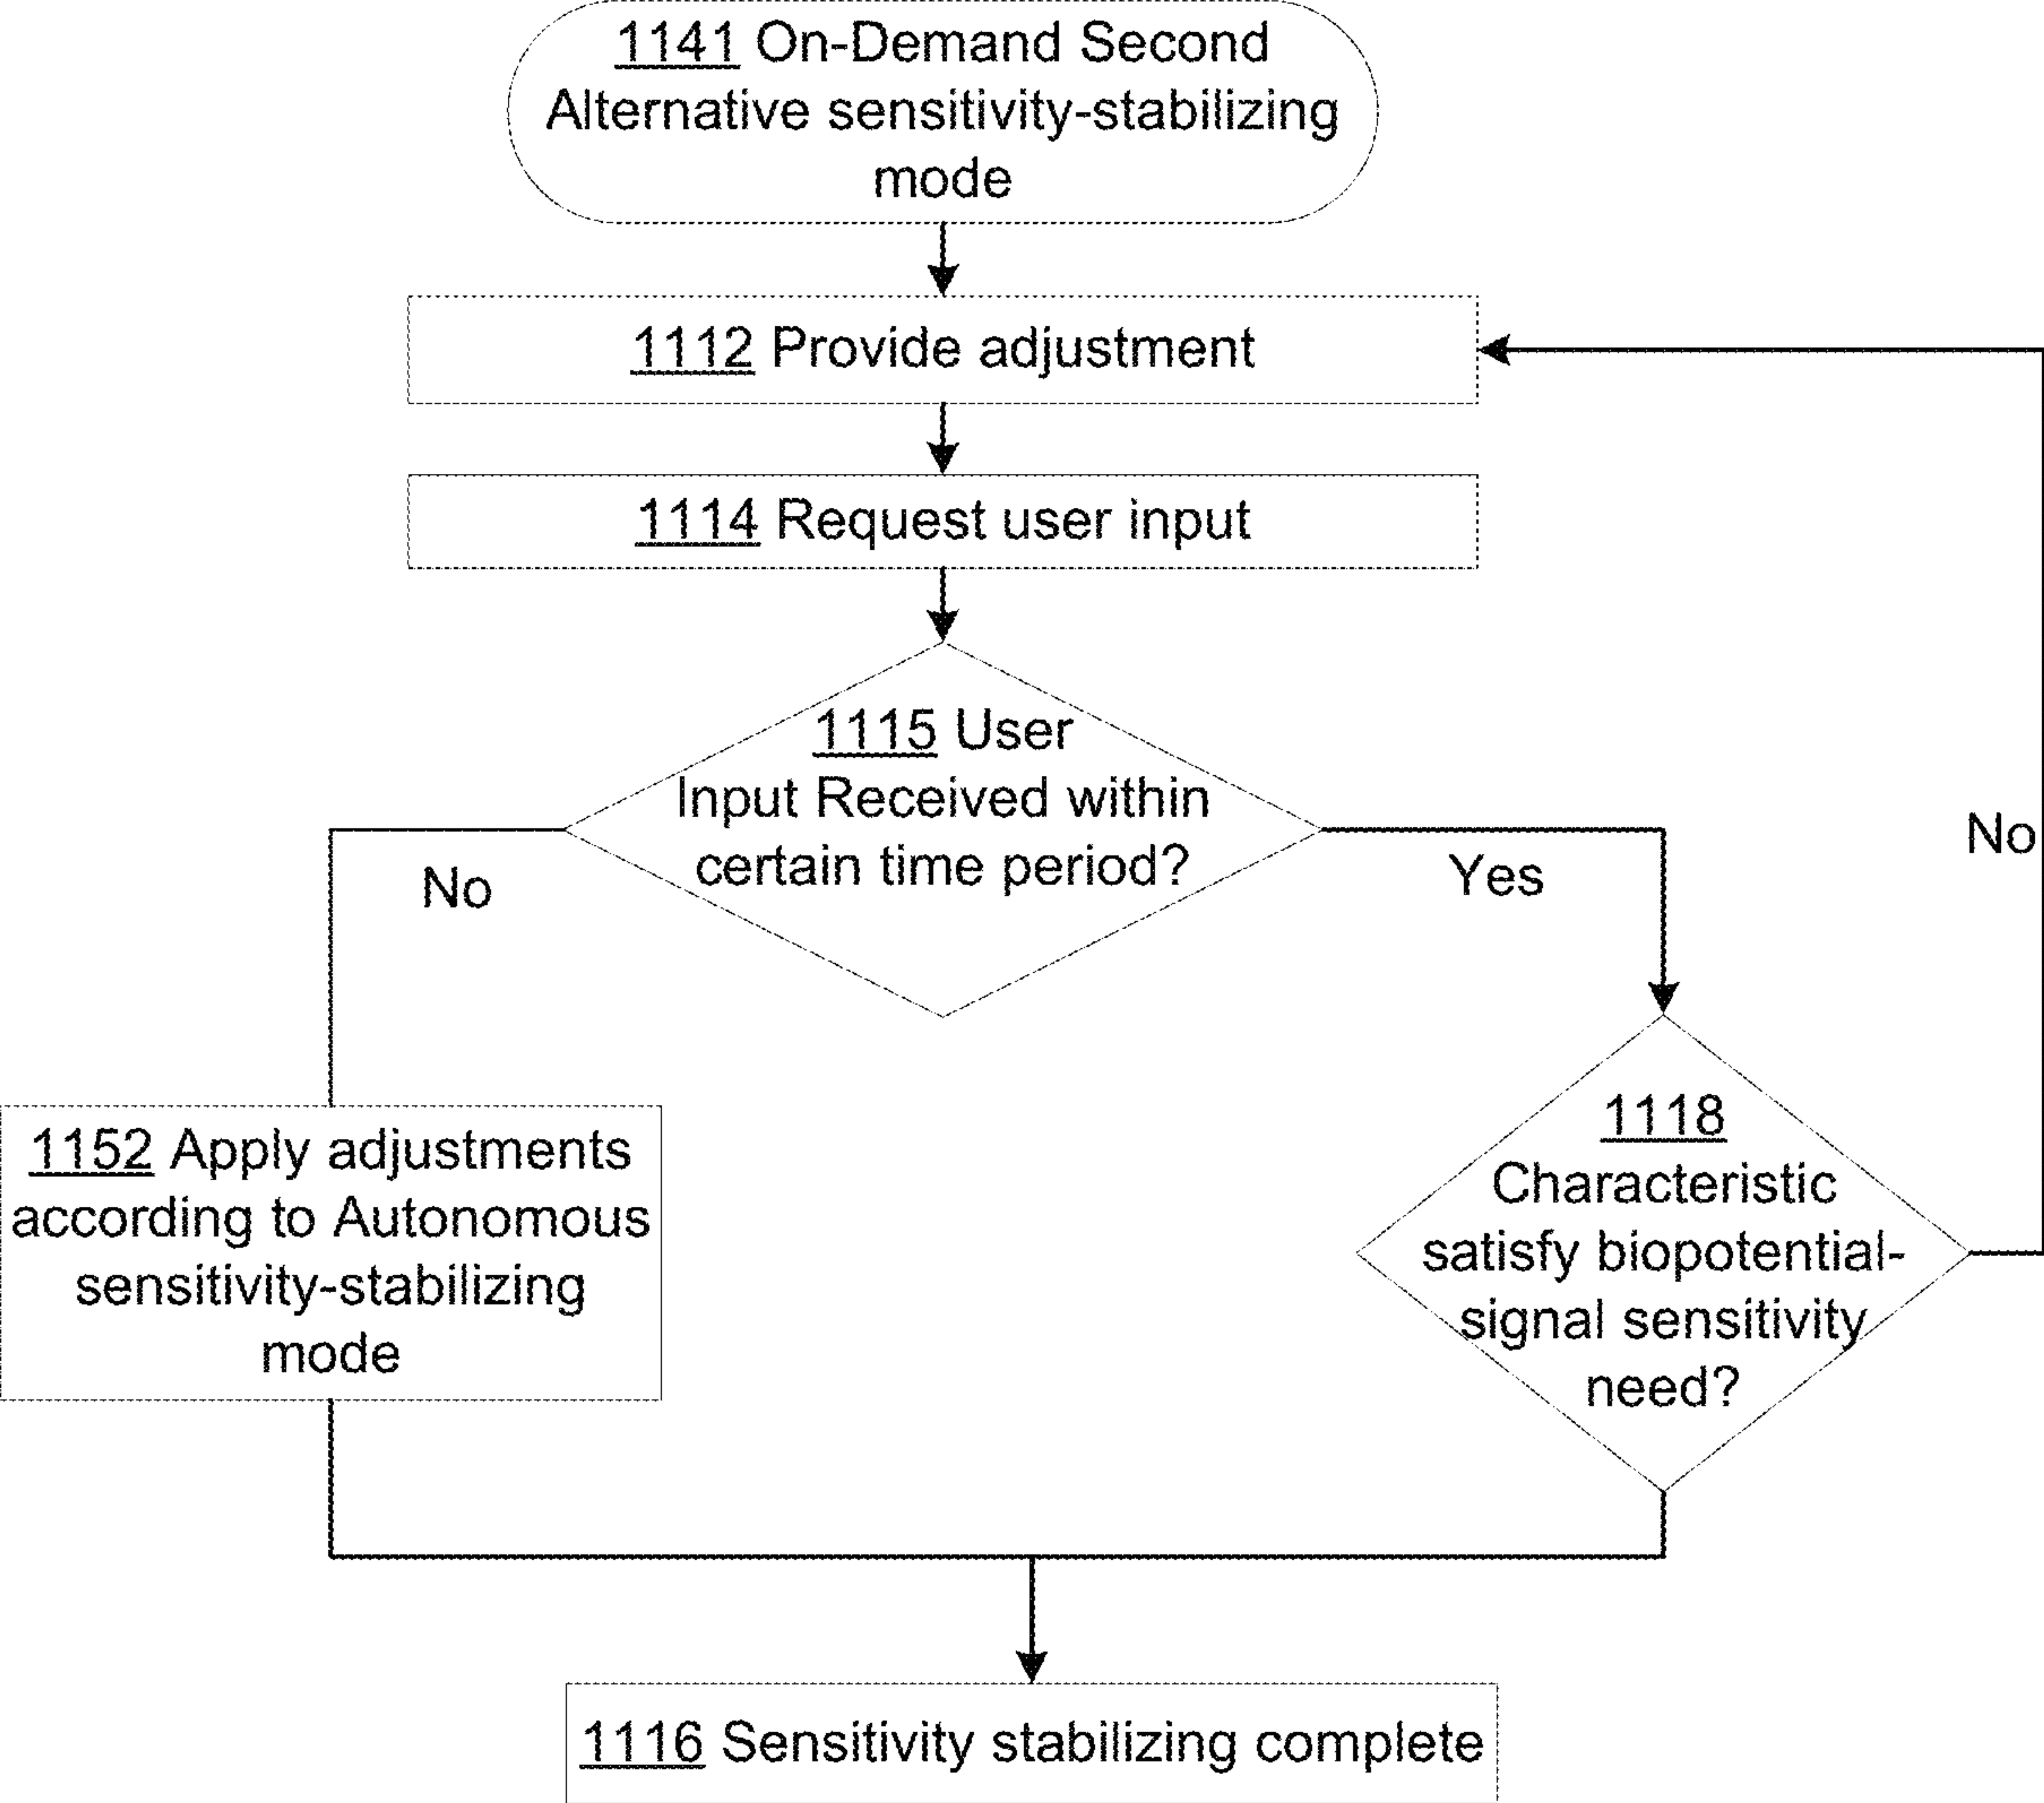 1141 On-Demand Second
Alternative sensitivity-stabilizing
mode
1112 Provide adjustment
1114 Request user input
1115 User
Input Received within
certain time period?
No
Yes
No
1152 Apply adjustments
according to Autonomous
sensitivity-stabilizing
mode
1118
Characteristic
satisfy biopotential-
signal sensitivity
need?
1116 Sensitivity stabilizing complete